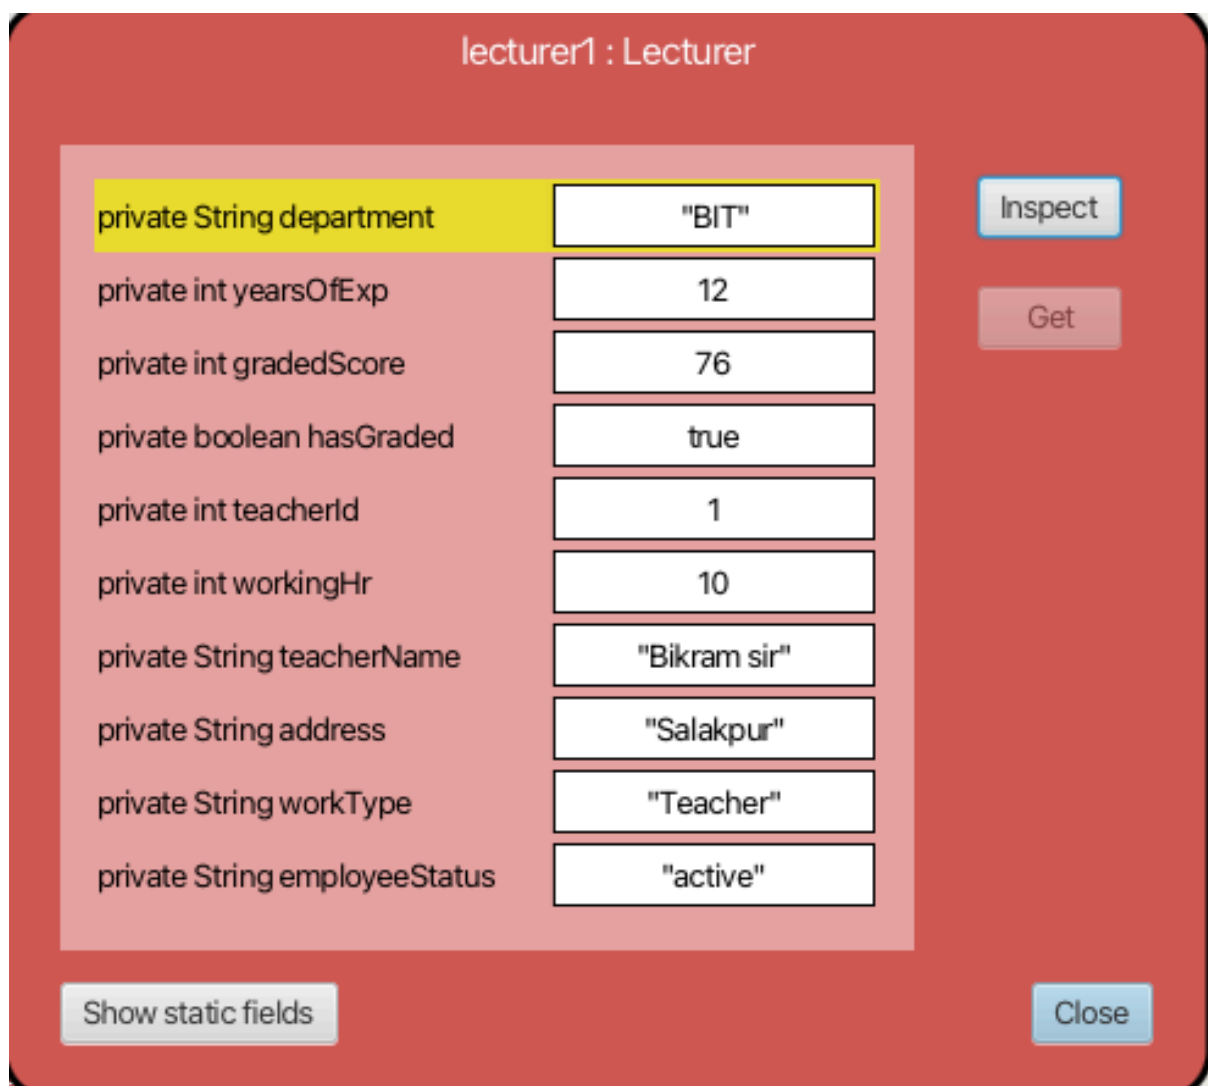 lecturer1 : Lecturer
private String department "BIT"
Inspect
private int yearsOfExp 12
Get
private int gradedScore 76
private boolean hasGraded true
private int teacherId 1
private int workingHr 10
private String teacherName "Bikram sir"
private String address "Salakpur"
private String workType "Teacher"
private String employeeStatus "active"
Show static fields
Close